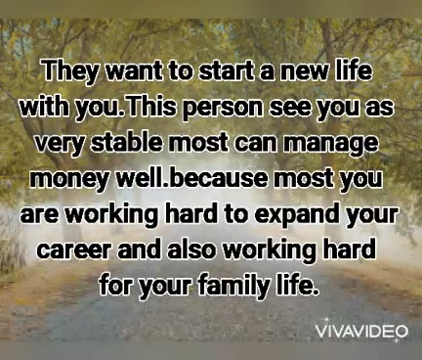 They want to start a new life
with you.This person see you as
very stable most can manage
money well.because most you
are working hard to expand your
career and also working hard
for your family life.
VIVAVIDEO